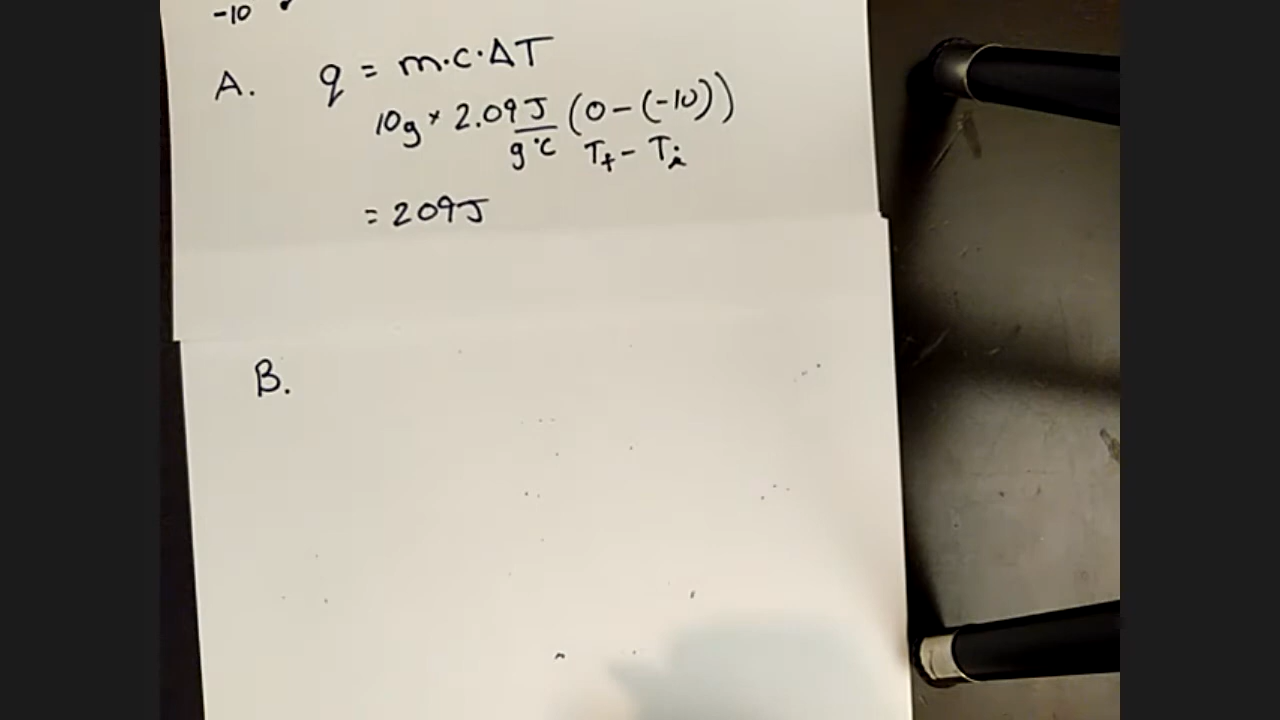 -10
A. q = m·c·ΔT
10g × 2.09 J/g°C (0-(-10))
Tf - Ti
= 209J
B.